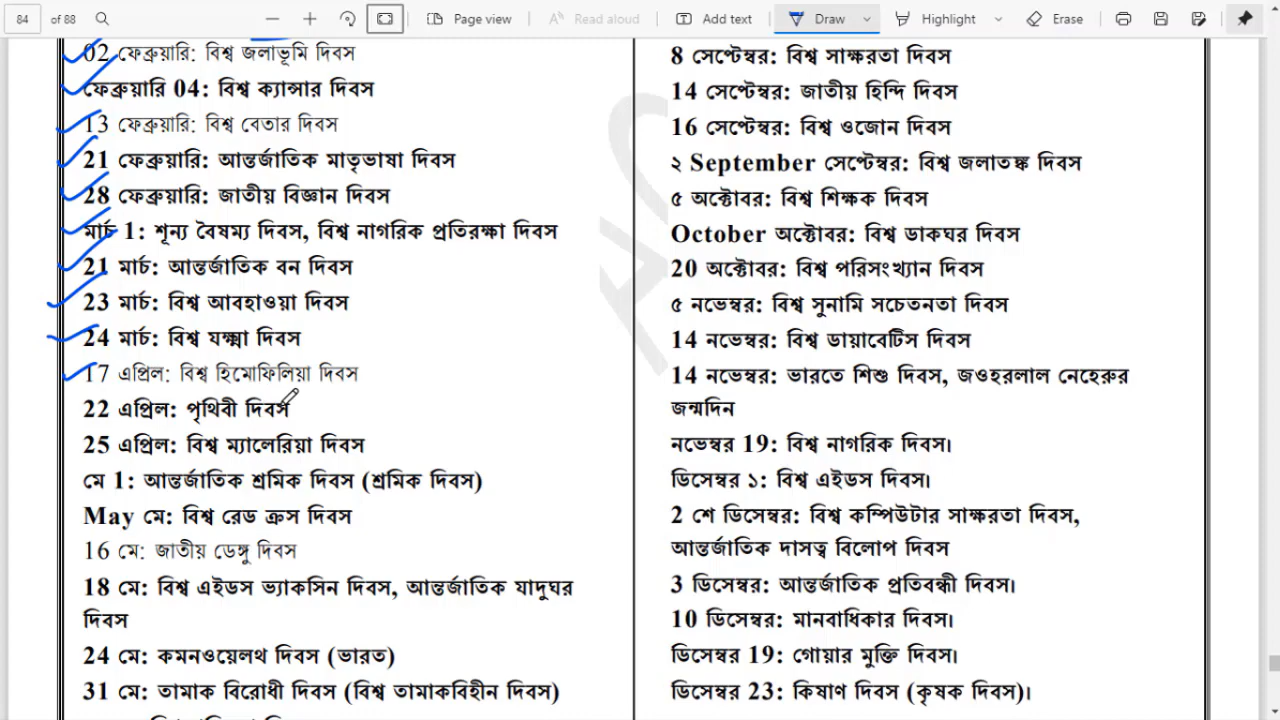 84 of 88
Page view
Read aloud
Add text
Draw
Highlight
Erase
02 ফেব্রুয়ারি: বিশ্ব জলাভূমি দিবস
ফেব্রুয়ারি 04: বিশ্ব ক্যান্সার দিবস
13 ফেব্রুয়ারি: বিশ্ব বেতার দিবস
21 ফেব্রুয়ারি: আন্তর্জাতিক মাতৃভাষা দিবস
28 ফেব্রুয়ারি: জাতীয় বিজ্ঞান দিবস
মার্চ 1: শূন্য বৈষম্য দিবস, বিশ্ব নাগরিক প্রতিরক্ষা দিবস
21 মার্চ: আন্তর্জাতিক বন দিবস
23 মার্চ: বিশ্ব আবহাওয়া দিবস
24 মার্চ: বিশ্ব যক্ষ্মা দিবস
17 এপ্রিল: বিশ্ব হিমোফিলিয়া দিবস
22 এপ্রিল: পৃথিবী দিবস
25 এপ্রিল: বিশ্ব ম্যালেরিয়া দিবস
মে 1: আন্তর্জাতিক শ্রমিক দিবস (শ্রমিক দিবস)
May মে: বিশ্ব রেড ক্রস দিবস
16 মে: জাতীয় ডেঙ্গু দিবস
18 মে: বিশ্ব এইডস ভ্যাকসিন দিবস, আন্তর্জাতিক যাদুঘর
দিবস
24 মে: কমনওয়েলথ দিবস (ভারত)
31 মে: তামাক বিরোধী দিবস (বিশ্ব তামাকবিহীন দিবস)
8 সেপ্টেম্বর: বিশ্ব সাক্ষরতা দিবস
14 সেপ্টেম্বর: জাতীয় হিন্দি দিবস
16 সেপ্টেম্বর: বিশ্ব ওজোন দিবস
২ September সেপ্টেম্বর: বিশ্ব জলাতঙ্ক দিবস
৫ অক্টোবর: বিশ্ব শিক্ষক দিবস
October অক্টোবর: বিশ্ব ডাকঘর দিবস
20 অক্টোবর: বিশ্ব পরিসংখ্যান দিবস
৫ নভেম্বর: বিশ্ব সুনামি সচেতনতা দিবস
14 নভেম্বর: বিশ্ব ডায়াবেটিস দিবস
14 নভেম্বর: ভারতে শিশু দিবস, জওহরলাল নেহেরুর
জন্মদিন
নভেম্বর 19: বিশ্ব নাগরিক দিবস।
ডিসেম্বর ১: বিশ্ব এইডস দিবস।
2 শে ডিসেম্বর: বিশ্ব কম্পিউটার সাক্ষরতা দিবস,
আন্তর্জাতিক দাসত্ব বিলোপ দিবস
3 ডিসেম্বর: আন্তর্জাতিক প্রতিবন্ধী দিবস।
10 ডিসেম্বর: মানবাধিকার দিবস।
ডিসেম্বর 19: গোয়ার মুক্তি দিবস।
ডিসেম্বর 23: কিষাণ দিবস (কৃষক দিবস)।